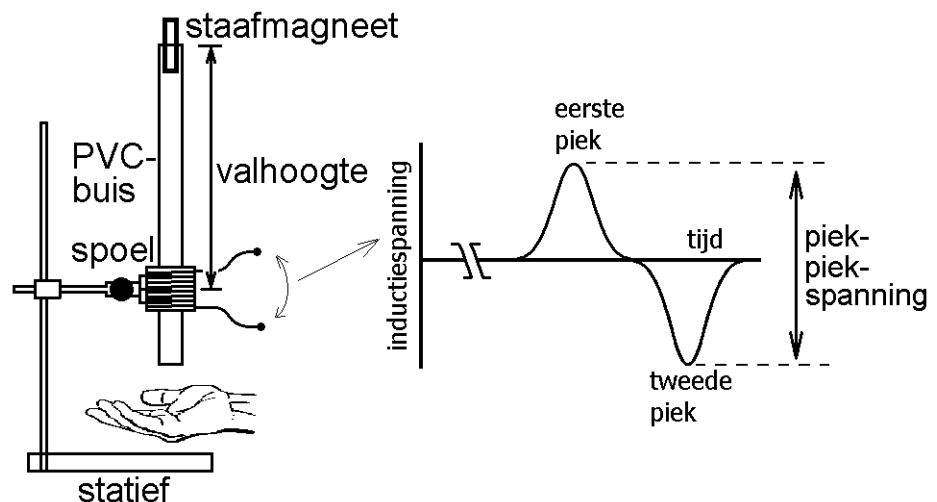 staafmagneet
PVC-
buis
valhoogte
spoel
statief
inductiespanning
eerste
piek
tijd
piek-
piek-
spanning
tweede
piek